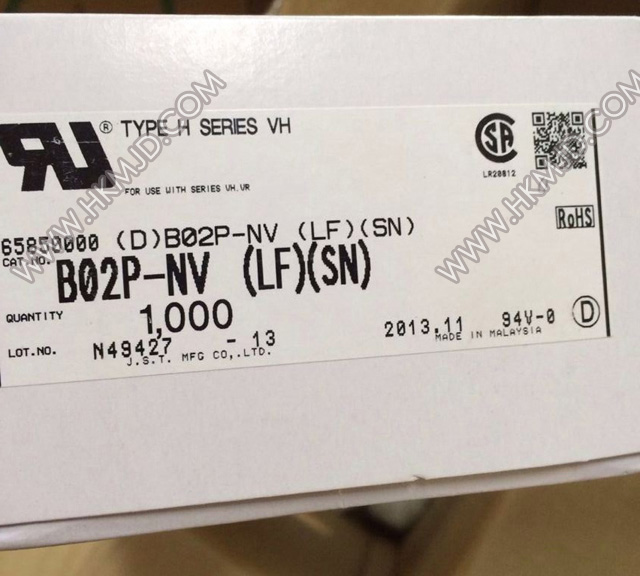 ® TYPE H SERIES VH
FOR USE WITH SERIES VH.VR
LR20812
RoHS
65850000 (D)B02P-NV (LF)(SN)
CAT.NO. B02P-NV (LF)(SN)
QUANTITY 1,000
LOT.NO. N49427 - 13
2013.11 94V-0 D
MADE IN MALAYSIA
J.S.T. MFG CO,.LTD.
WWW.HKMJD.COM
WWW.HKMJD.COM